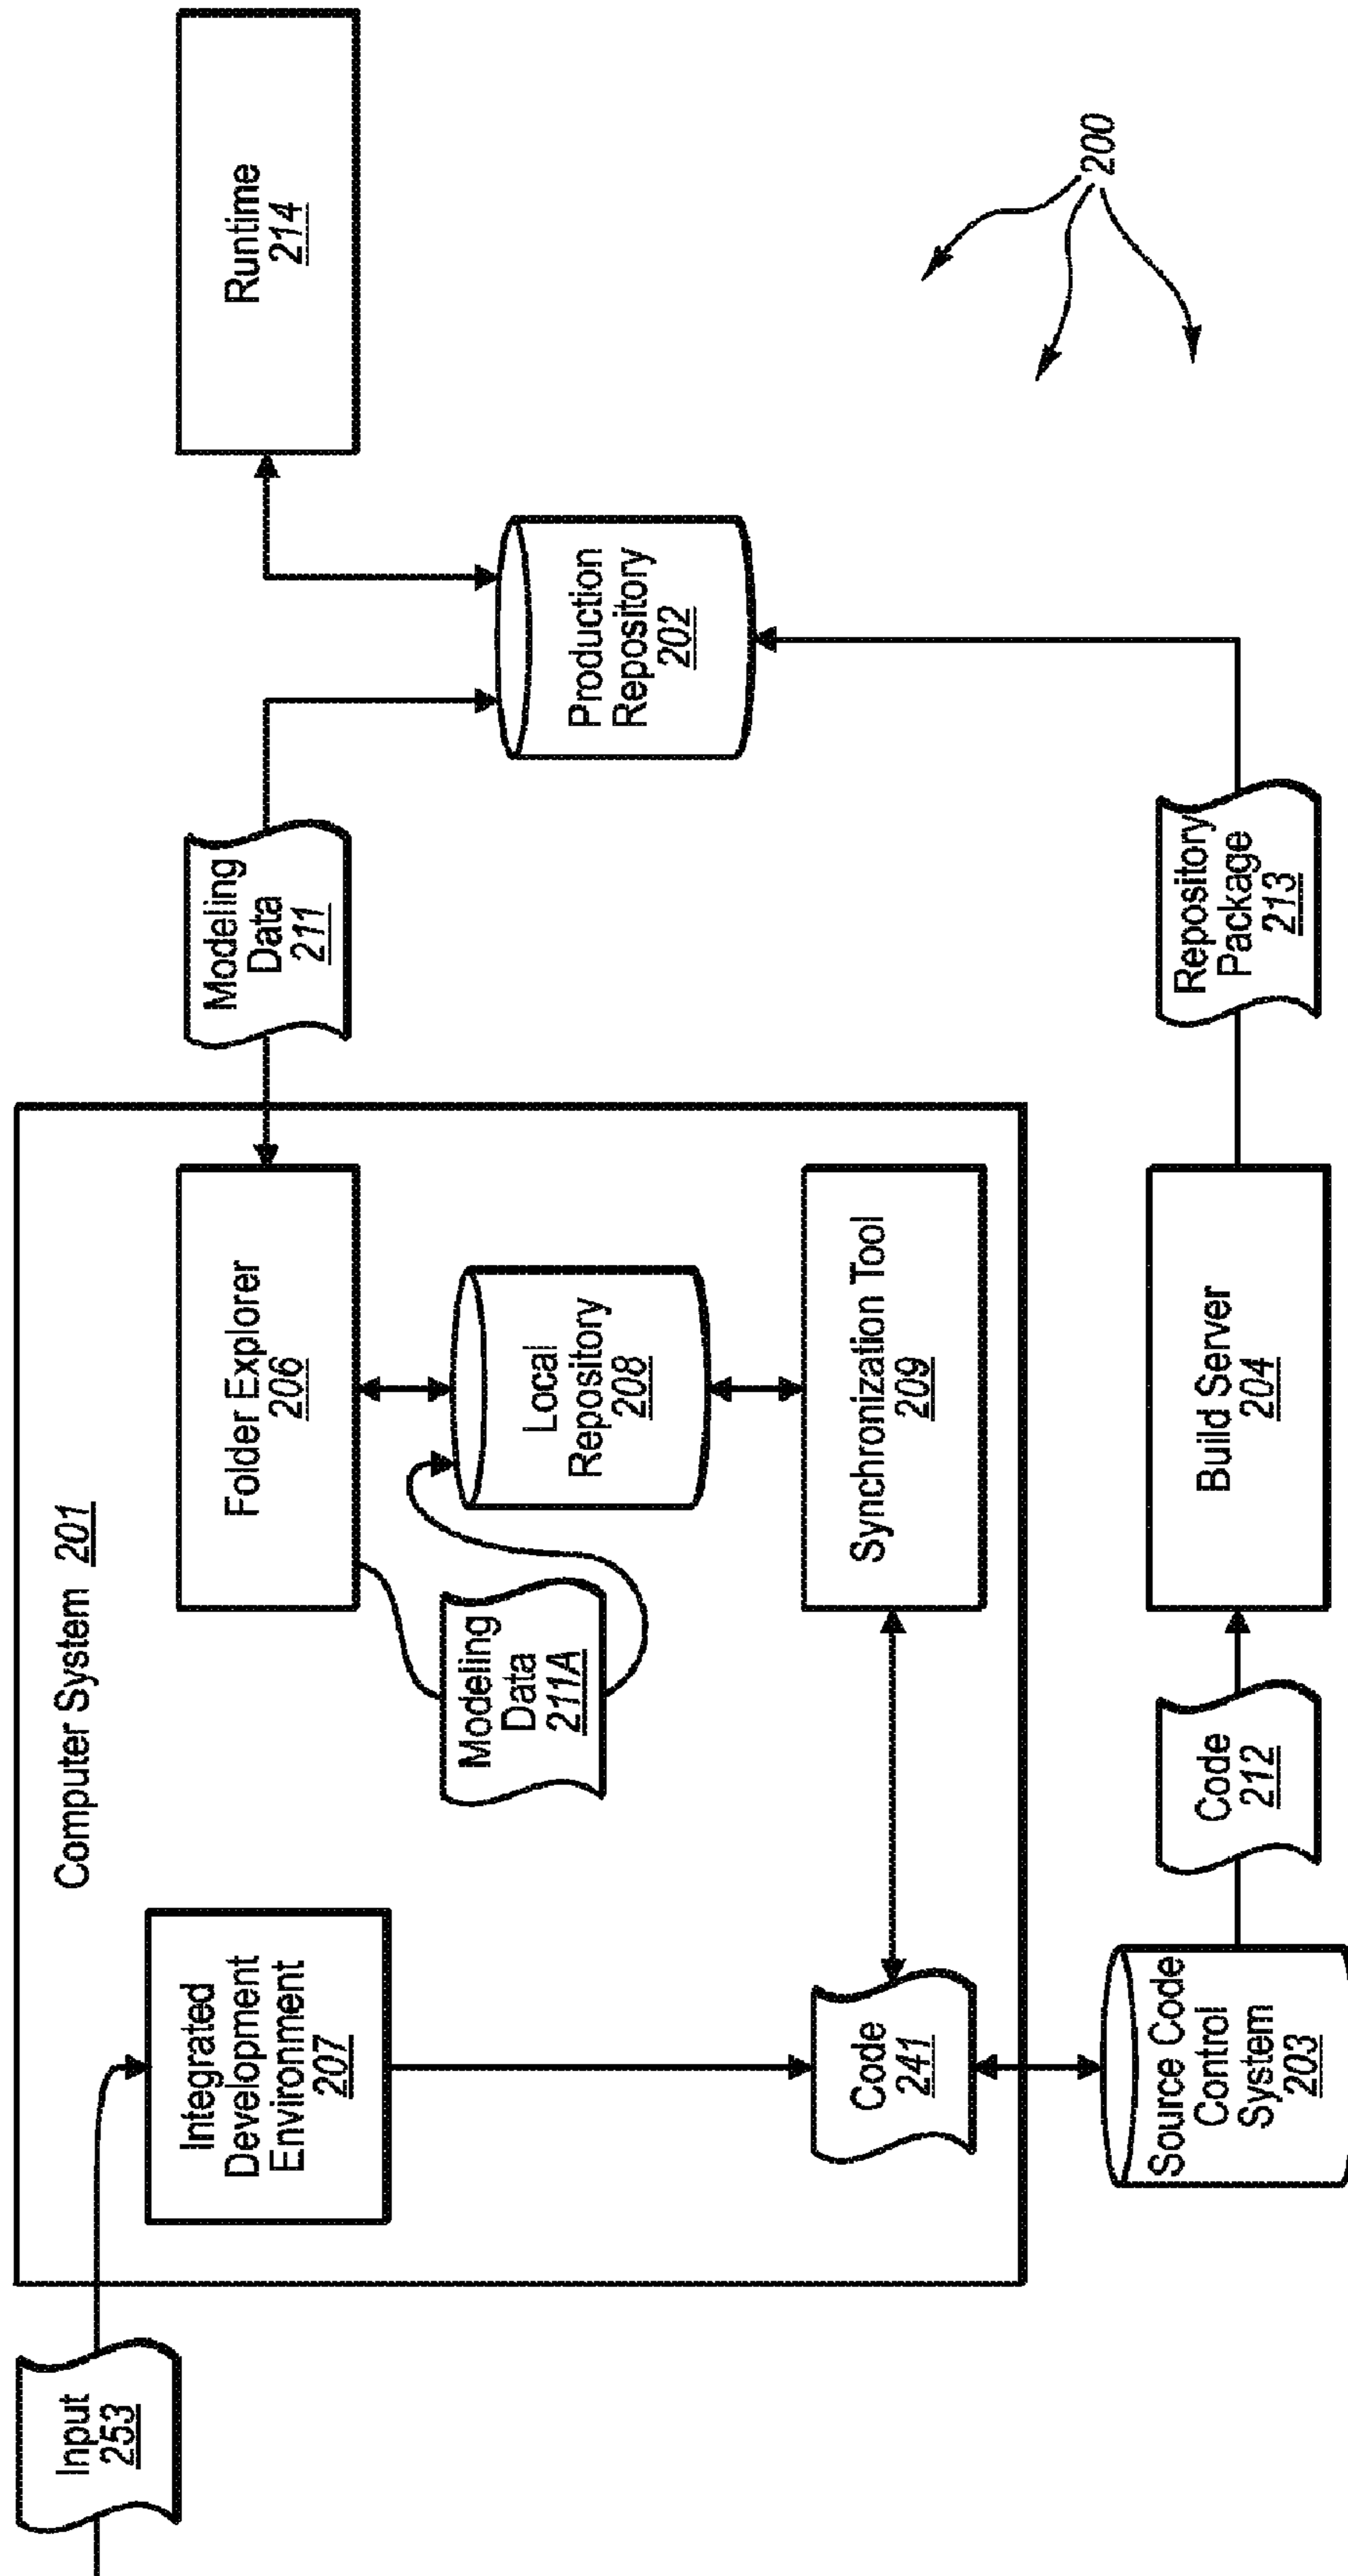 Input
253
Computer System 201
Integrated
Development
Environment
207
Folder Explorer
206
Modeling
Data
211
Runtime
214
Modeling
Data
211A
Local
Repository
208
Production
Repository
202
Code
241
Synchronization Tool
209
Source Code
Control
System
203
Code
212
Build Server
204
Repository
Package
213
200